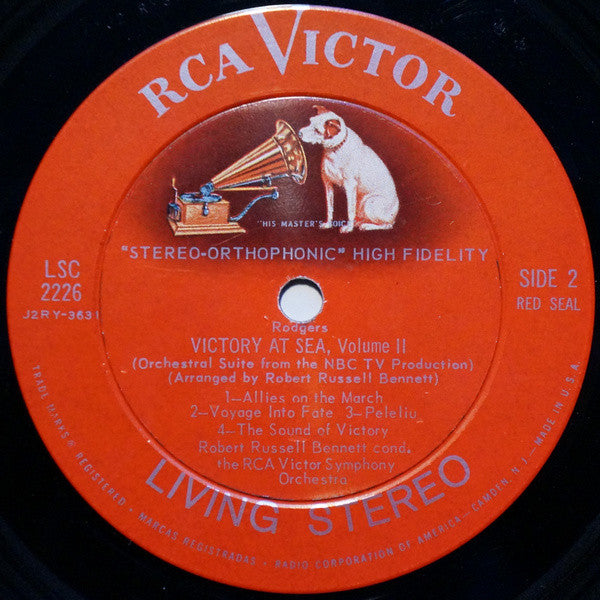 RCA VICTOR
"HIS MASTER'S VOICE"
"STEREO-ORTHOPHONIC" HIGH FIDELITY
LSC
2226
J2RY-3631
SIDE 2
RED SEAL
Rodgers
VICTORY AT SEA, Volume II
(Orchestral Suite from the NBC TV Production)
(Arranged by Robert Russell Bennett)
1—Allies on the March
2—Voyage Into Fate 3—Peleliu
4—The Sound of Victory
Robert Russell Bennett cond.
the RCA Victor Symphony
Orchestra
LIVING STEREO
TRADE MARKS ® REGISTERED • MARCAS REGISTRADAS • RADIO CORPORATION OF AMERICA—CAMDEN, N.J.—MADE IN U.S.A.